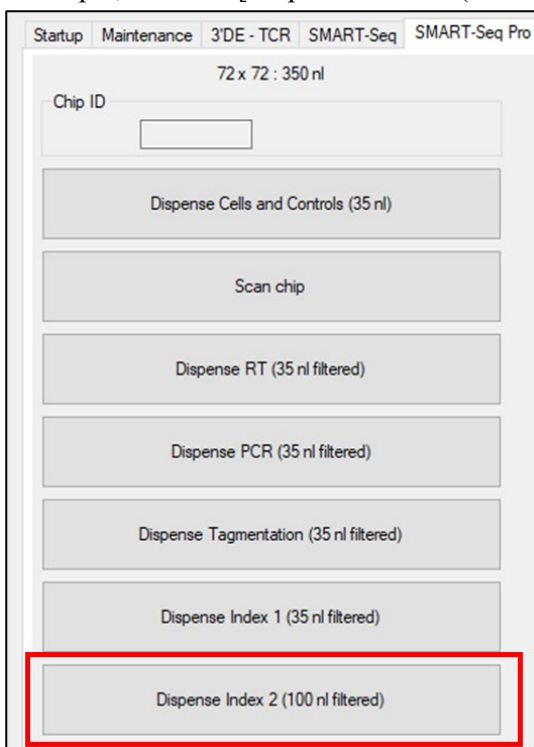 Startup Maintenance 3'DE - TCR SMART-Seq SMART-Seq Pro
72 x 72 : 350 nl
Chip ID
Dispense Cells and Controls (35 nl)
Scan chip
Dispense RT (35 nl filtered)
Dispense PCR (35 nl filtered)
Dispense Tagmentation (35 nl filtered)
Dispense Index 1 (35 nl filtered)
Dispense Index 2 (100 nl filtered)